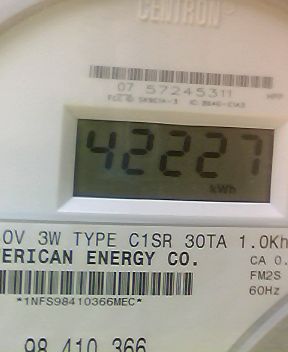 CENTRON
07 57245311
42227
kWh
0V 3W TYPE C1SR 30TA 1.0Kh
ERICAN ENERGY CO.
CA 0.
FM2S
60Hz
*1NFS98410366MEC*
98 410 366